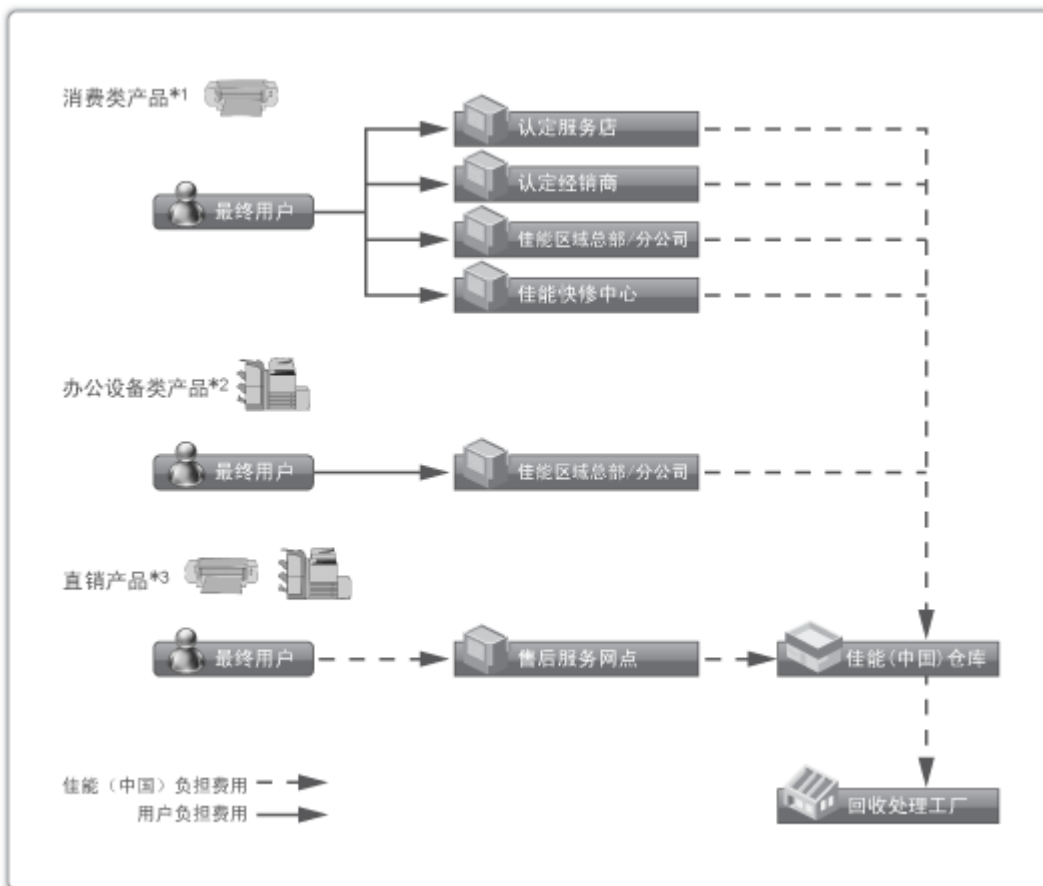 消费类产品*1
认定服务店
认定经销商
最终用户
佳能区域总部/分公司
佳能快修中心
办公设备类产品*2
最终用户
佳能区域总部/分公司
直销产品*3
最终用户
售后服务网点
佳能(中国)仓库
佳能（中国）负担费用
用户负担费用
回收处理工厂